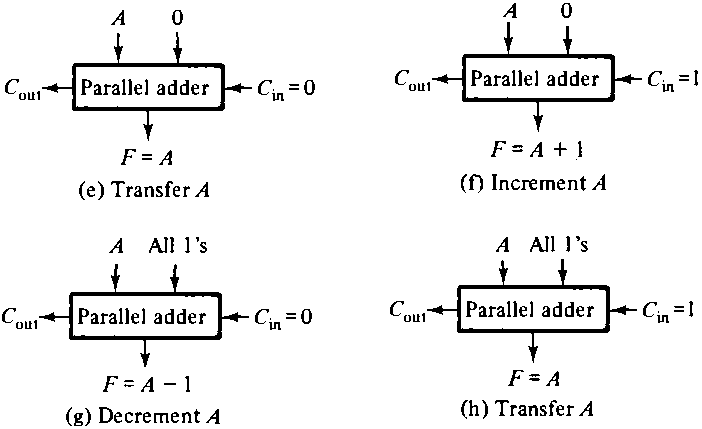 A 0
C_out Parallel adder C_in = 0
F = A
(e) Transfer A
A 0
C_out Parallel adder C_in = 1
F = A + 1
(f) Increment A
A All 1's
C_out Parallel adder C_in = 0
F = A − 1
(g) Decrement A
A All 1's
C_out Parallel adder C_in = 1
F = A
(h) Transfer A